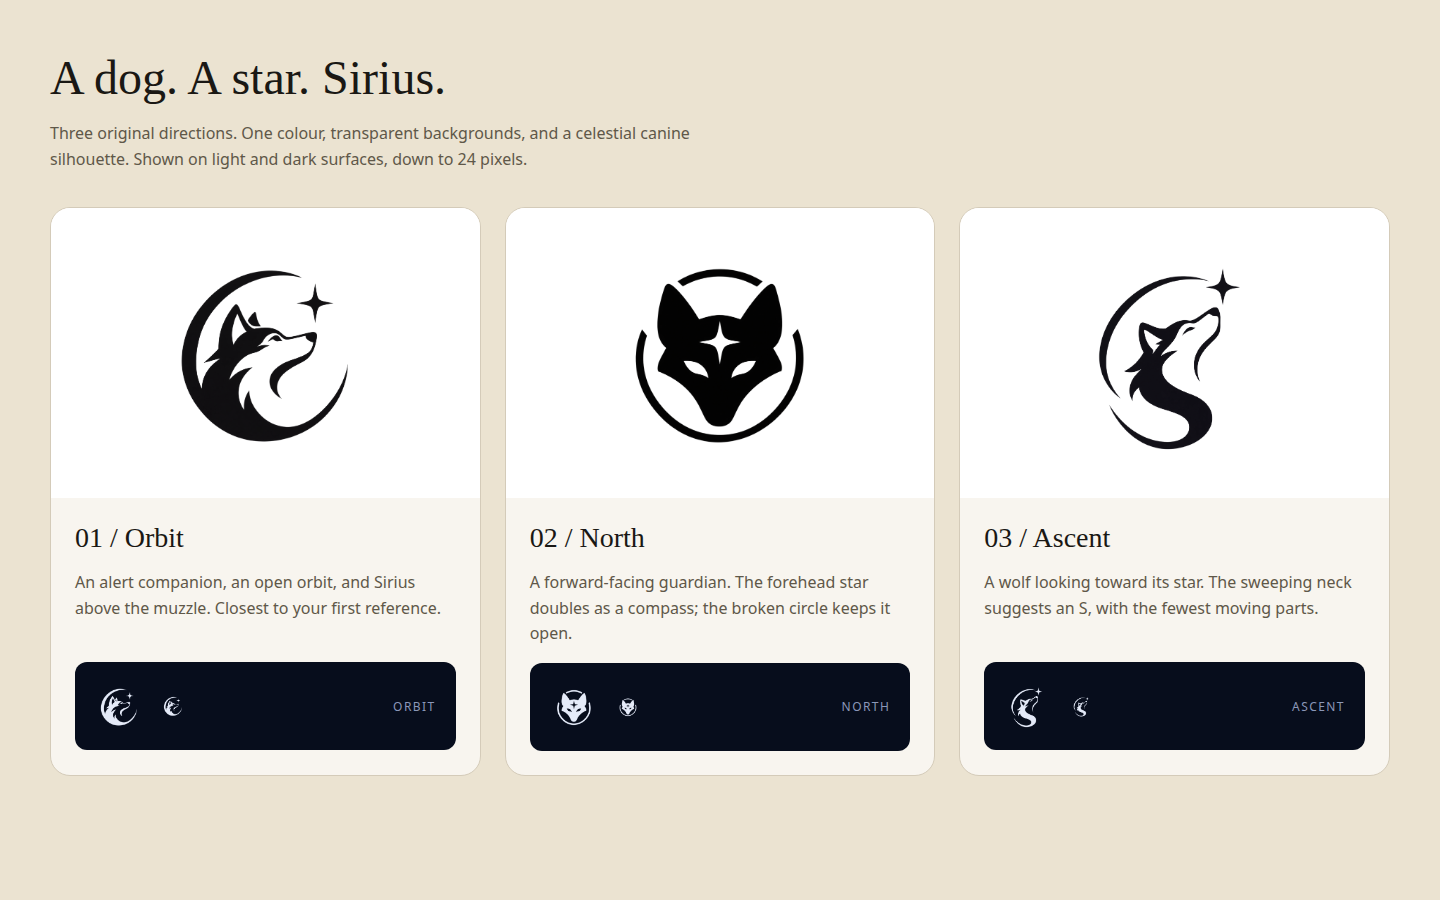 A dog. A star. Sirius.
Three original directions. One colour, transparent backgrounds, and a celestial canine
silhouette. Shown on light and dark surfaces, down to 24 pixels.
01 / Orbit
An alert companion, an open orbit, and Sirius
above the muzzle. Closest to your first reference.
ORBIT
02 / North
A forward-facing guardian. The forehead star
doubles as a compass; the broken circle keeps it
open.
NORTH
03 / Ascent
A wolf looking toward its star. The sweeping neck
suggests an S, with the fewest moving parts.
ASCENT